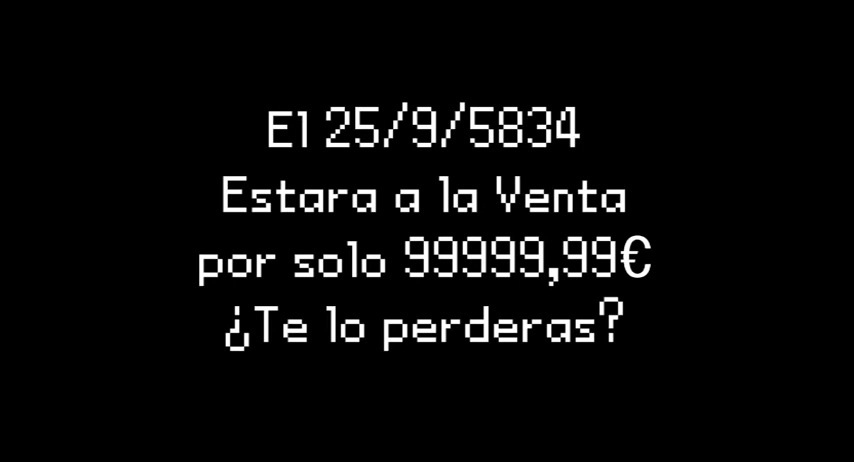 El 25/9/5834
Estara a la Venta
por solo 99999,99€
¿Te lo perderas?